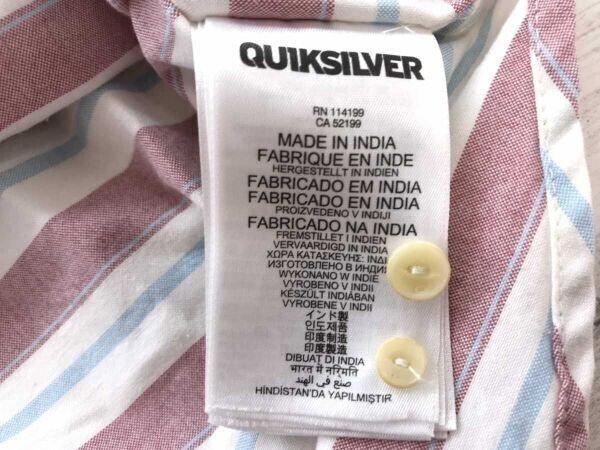 QUIKSILVER
RN 114199
CA 52199
MADE IN INDIA
FABRIQUE EN INDE
HERGESTELLT IN INDIEN
FABRICADO EM INDIA
FABRICADO EN INDIA
PROIZVEDENO V INDIJI
FABRICADO NA INDIA
FREMSTILLET I INDIEN
VERVAARDIGD IN INDIA
ΧΩΡΑ ΚΑΤΑΣΚΕΥΗΣ:
ИЗГОТОВЛЕНО В
WYKONANO W INDIE
VYROBENO V INDII
KÉSZÜLT INDIÁBAN
VYROBENE V INDII
インド製
인도제품
印度制造
印度製造
DIBUAT DI INDIA
भारत में नरिमति
صنع في الهند
HİNDİSTAN'DA YAPILMIŞTIR